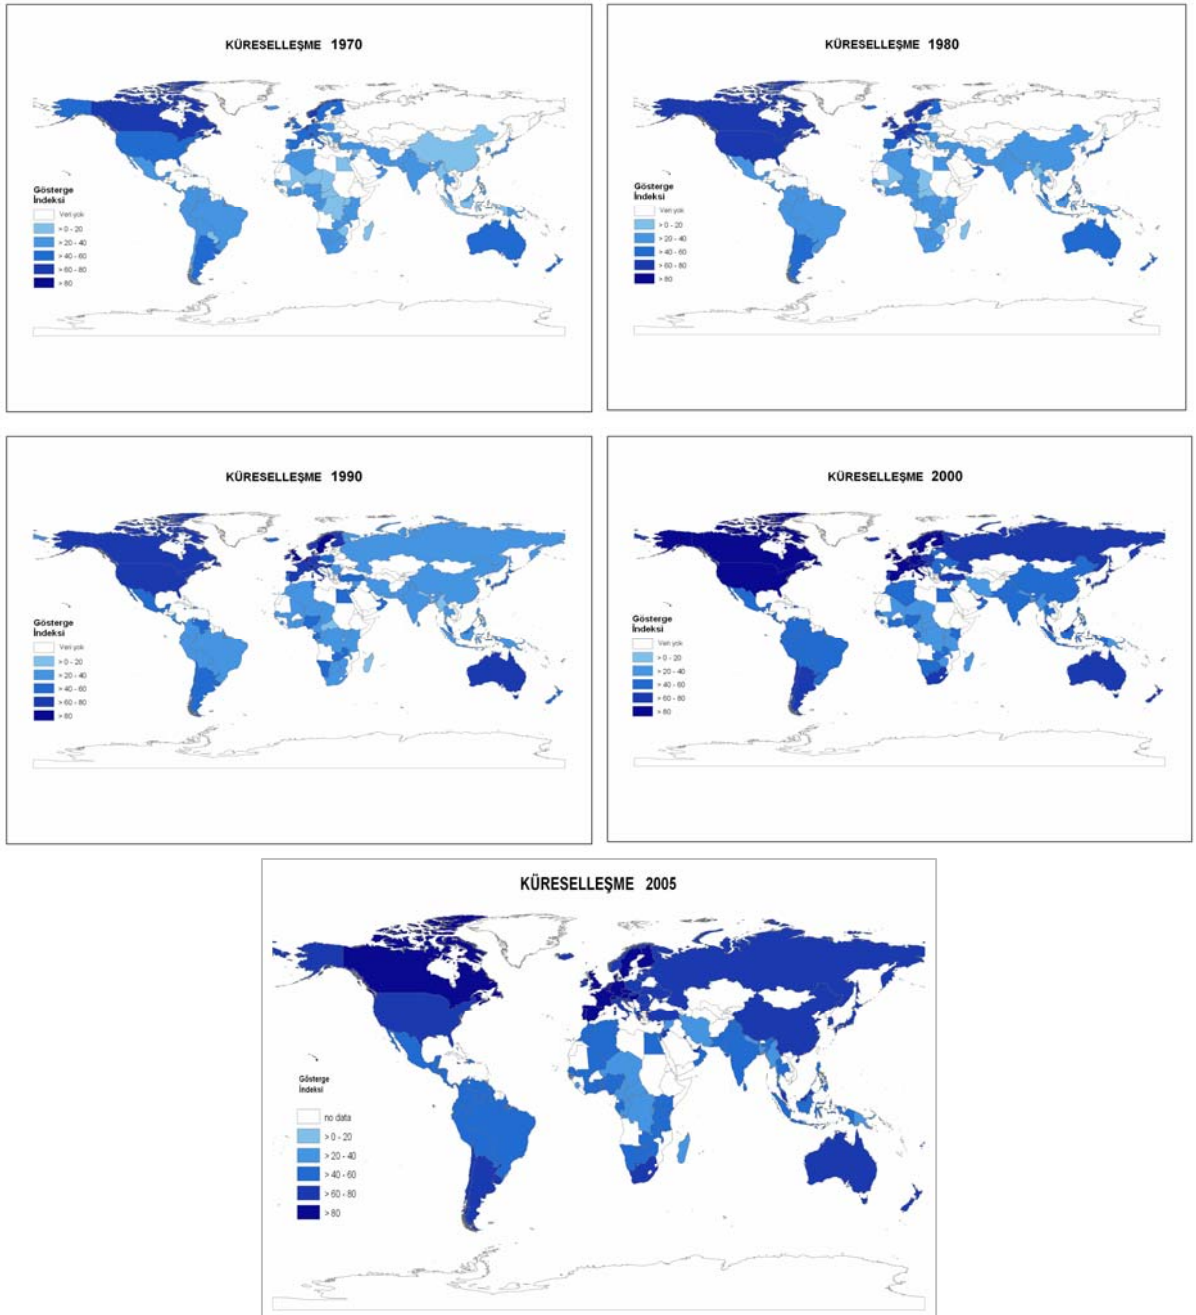 KÜRESELLEŞME 1970
Gösterge
İndeksi
Veri yok
> 0 - 20
> 20 - 40
> 40 - 60
> 60 - 80
> 80
KÜRESELLEŞME 1980
Gösterge
İndeksi
Veri yok
> 0 - 20
> 20 - 40
> 40 - 60
> 60 - 80
> 80
KÜRESELLEŞME 1990
Gösterge
İndeksi
Veri yok
> 0 - 20
> 20 - 40
> 40 - 60
> 60 - 80
> 80
KÜRESELLEŞME 2000
Gösterge
İndeksi
Veri yok
> 0 - 20
> 20 - 40
> 40 - 60
> 60 - 80
> 80
KÜRESELLEŞME 2005
Gösterge
İndeksi
no data
> 0 - 20
> 20 - 40
> 40 - 60
> 60 - 80
> 80